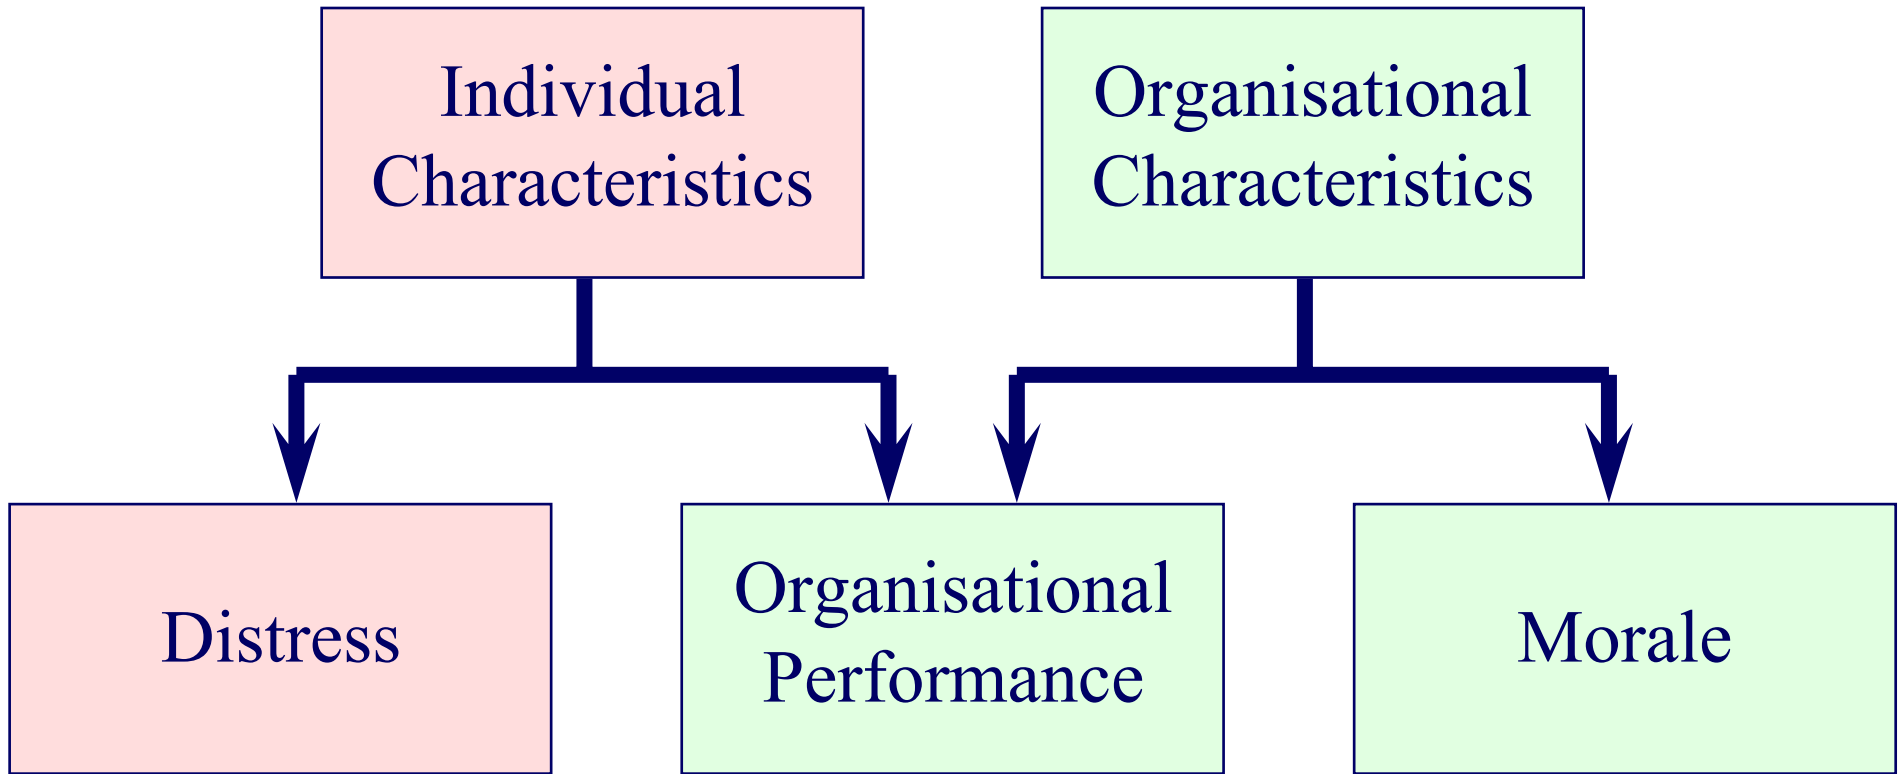 Individual
Characteristics
Organisational
Characteristics
Distress
Organisational
Performance
Morale